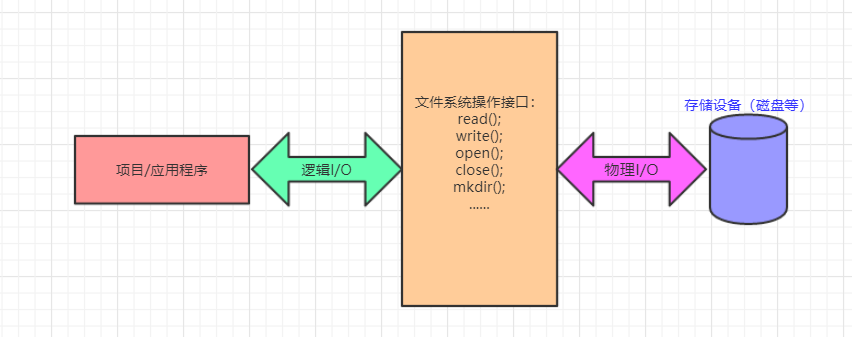 存储设备（磁盘等）
文件系统操作接口：
read();
write();
open();
close();
mkdir();
......
项目/应用程序
逻辑I/O
物理I/O